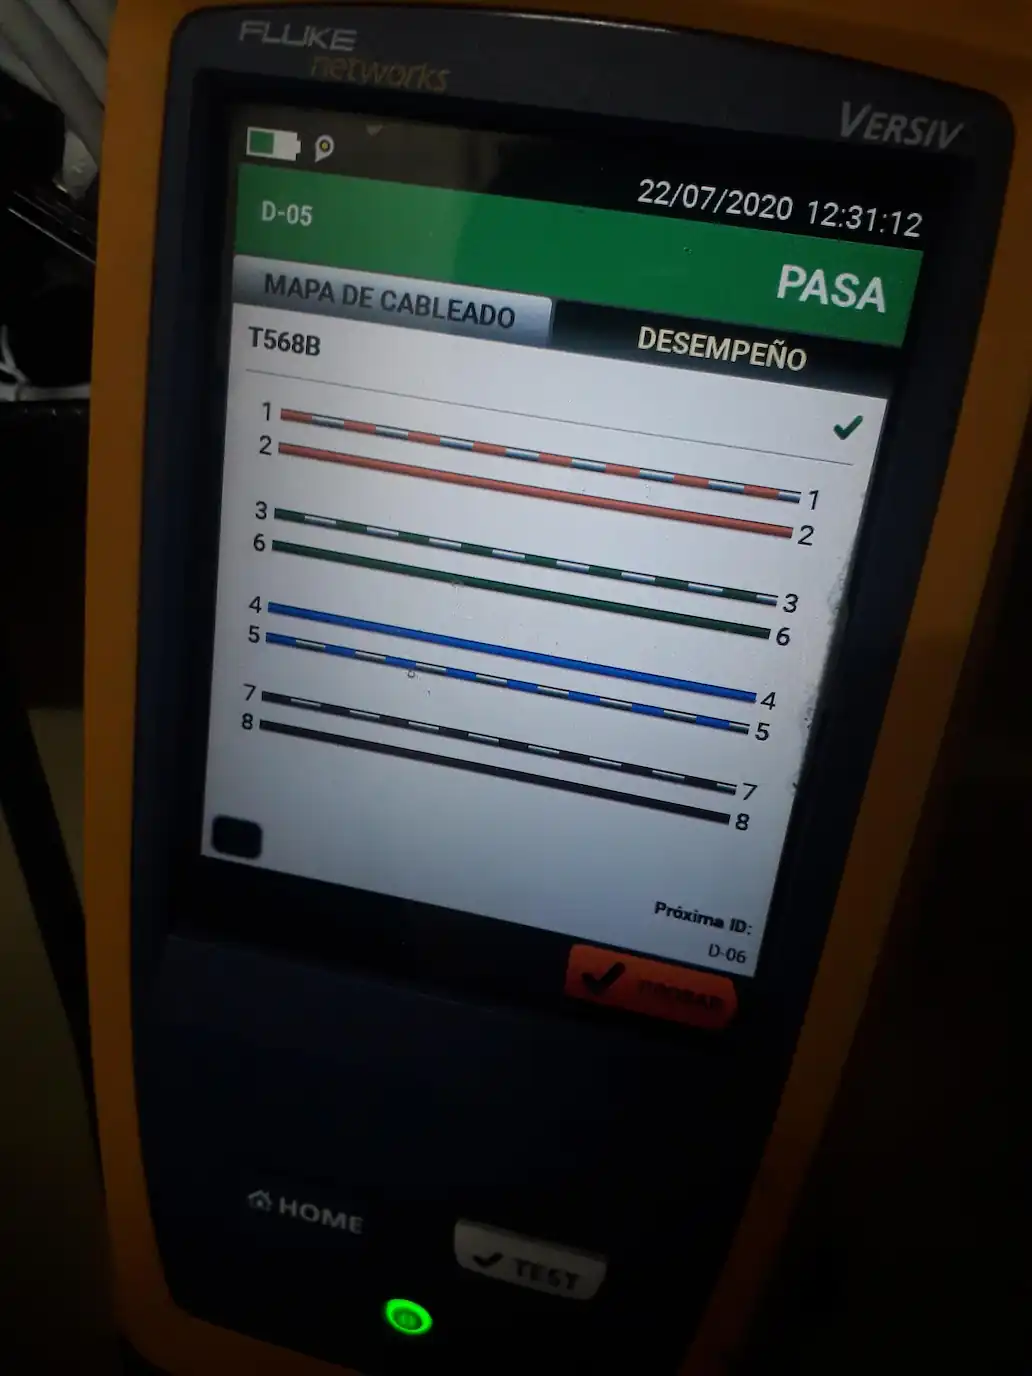 FLUKE
networks
VERSIV
22/07/2020 12:31:12
D-05
PASA
MAPA DE CABLEADO
DESEMPEÑO
T568B
1 1
2 2
3 3
6 6
4 4
5 5
7 7
8 8
Próxima ID:
D-06
PROBAR
HOME
TEST